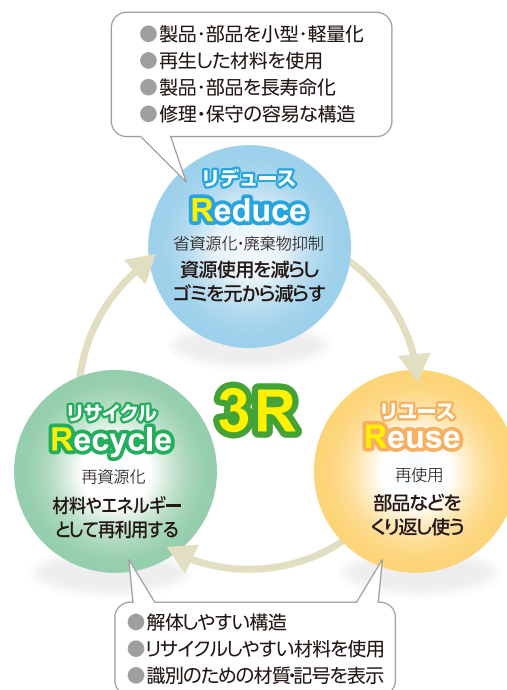 ●製品・部品を小型・軽量化
●再生した材料を使用
●製品・部品を長寿命化
●修理・保守の容易な構造
リデュース
Reduce
省資源化・廃棄物抑制
資源使用を減らし
ゴミを元から減らす
3R
リサイクル
Recycle
再資源化
材料やエネルギー
として再利用する
リユース
Reuse
再使用
部品などを
くり返し使う
●解体しやすい構造
●リサイクルしやすい材料を使用
●識別のための材質・記号を表示